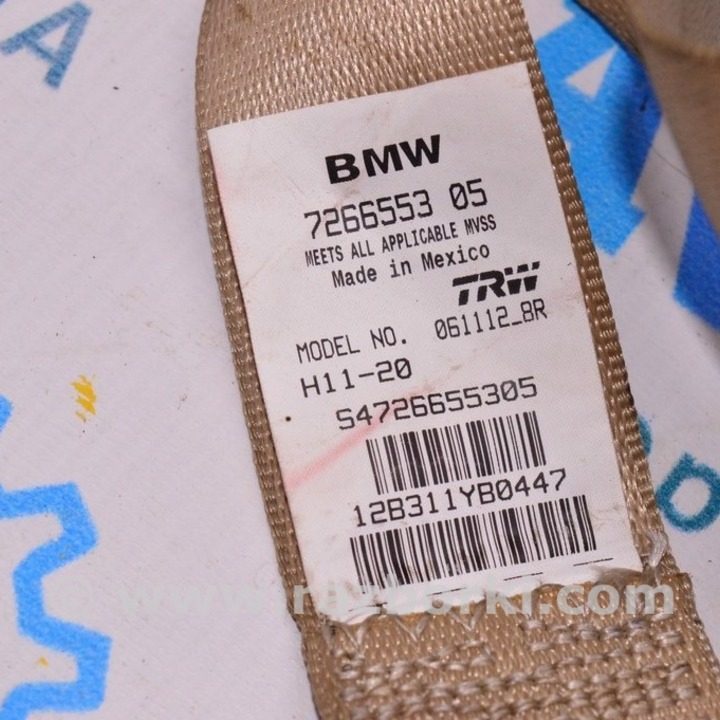 BMW
7266553 05
MEETS ALL APPLICABLE MVSS
Made in Mexico
TRW
MODEL NO. 061112_8R
H11-20
S4726655305
12B311YB0447